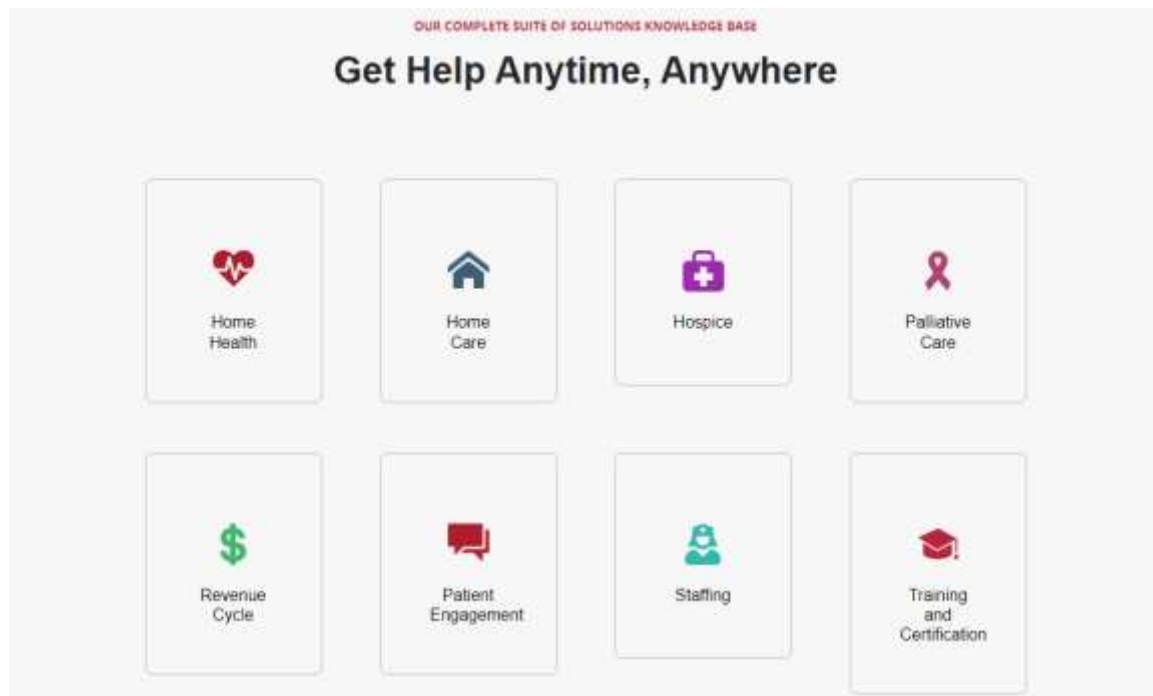 OUR COMPLETE SUITE OF SOLUTIONS KNOWLEDGE BASE
Get Help Anytime, Anywhere
Home
Health
Home
Care
Hospice
Palliative
Care
Revenue
Cycle
Patient
Engagement
Staffing
Training
and
Certification